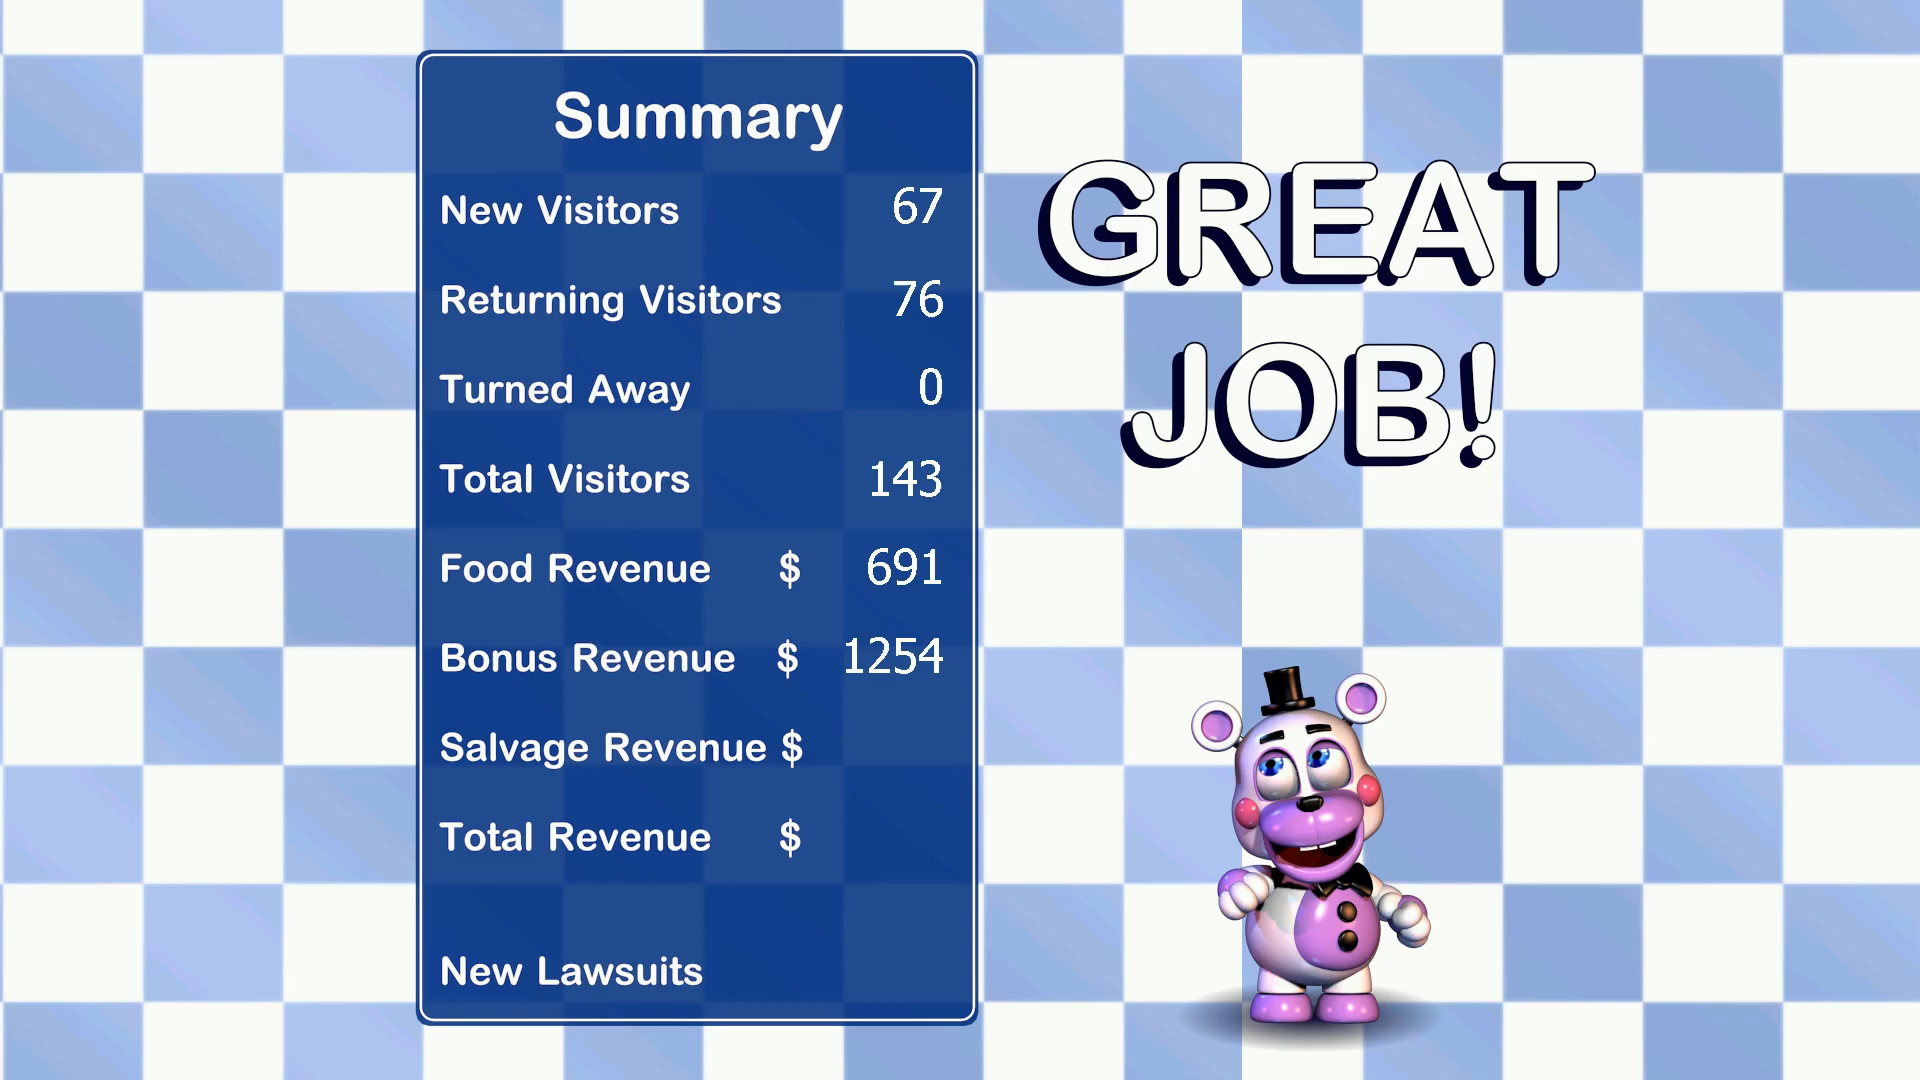 Summary
New Visitors 67
Returning Visitors 76
Turned Away 0
Total Visitors 143
Food Revenue $ 691
Bonus Revenue $ 1254
Salvage Revenue $
Total Revenue $
New Lawsuits
GREAT
JOB!